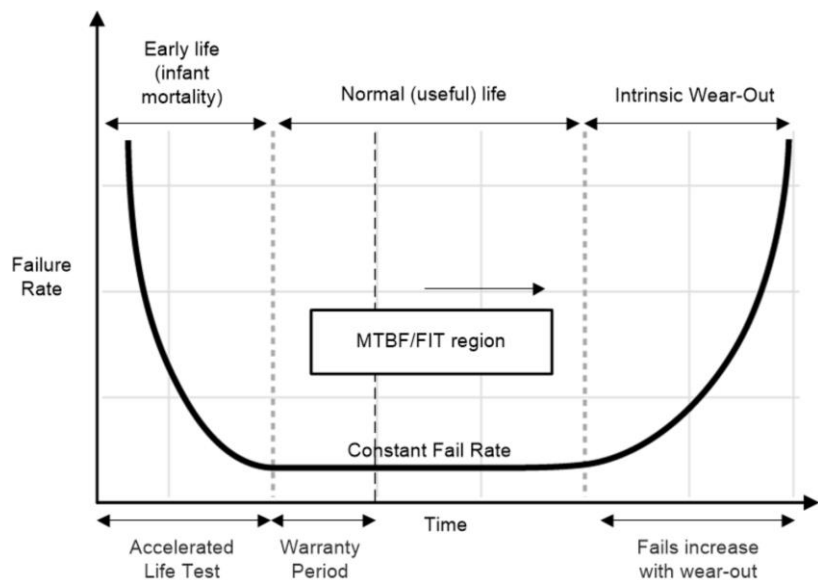 Early life
(infant
mortality)
Normal (useful) life
Intrinsic Wear-Out
Failure
Rate
MTBF/FIT region
Constant Fail Rate
Time
Accelerated
Life Test
Warranty
Period
Fails increase
with wear-out